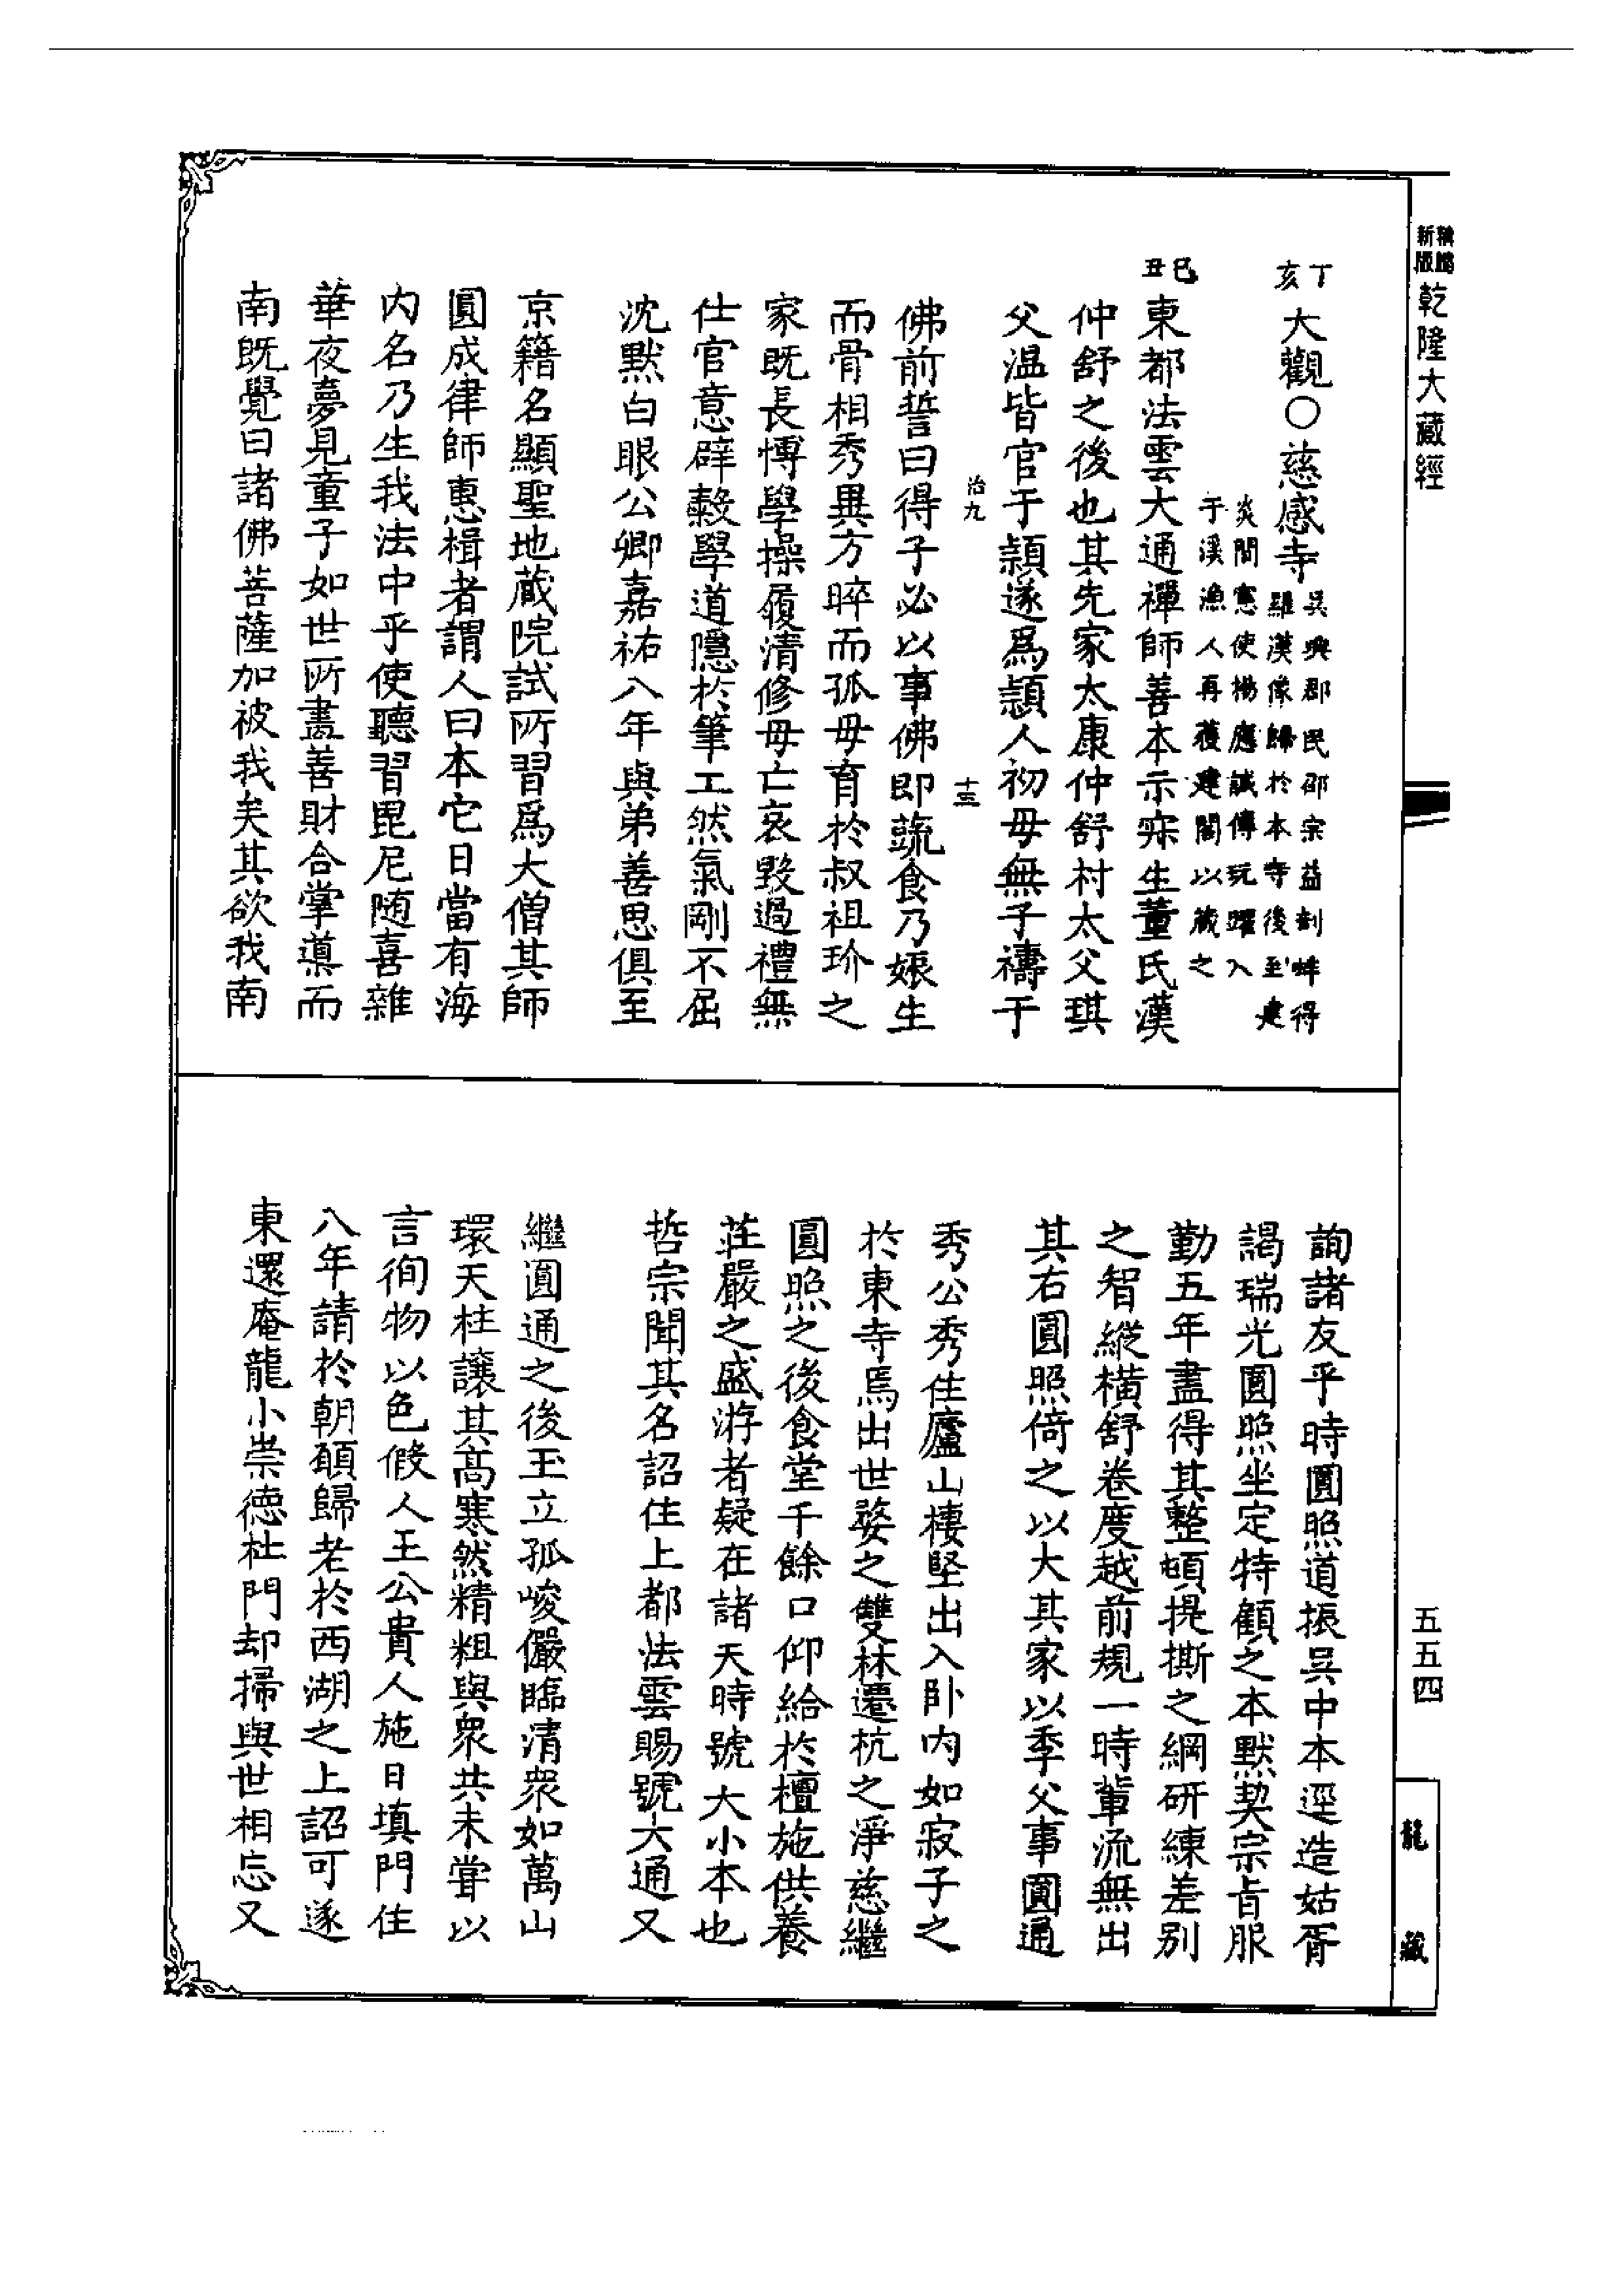 新版
精縮
乾隆大藏經
五五四
龍藏
丁亥
大觀○慈感寺
吳興郡民邵宗益剖蚌得
羅漢像歸於本寺後至建
炎間憲使楊應誠傳玩躍入
于溪漁人再獲建閣以藏之
己丑
東都法雲大通禪師善本示寂生董氏漢
仲舒之後也其先家太康仲舒村太父琪
父温皆官于頴遂爲頴人初毋無子禱于
治九
十三
佛前誓曰得子必以事佛即蔬食乃娠生
而骨相秀異方晬而孤毋育於叔祖玠之
家既長博學操履清修毋亡哀毀過禮無
仕官意辟穀學道隱於筆工然氣剛不屈
沈默白眼公卿嘉祐八年與弟善思俱至
京籍名顯聖地藏院試所習爲大僧其師
圓成律師惠楫者謂人曰本它日當有海
内名乃生我法中乎使聽習毘尼随喜雜
華夜夢見童子如世所畵善財合掌導而
南既覺曰諸佛菩薩加被我矣其欲我南
詢諸友乎時圓照道振吳中本逕造姑胥
謁瑞光圓照坐定特顧之本默契宗旨服
勤五年盡得其整頓提撕之綱研練差別
之智縱橫舒卷度越前規一時輩流無出
其右圓照倚之以大其家以季父事圓通
秀公秀住廬山棲堅出入卧内如寂子之
於東寺焉出世婺之雙林遷杭之淨慈繼
圓照之後食堂千餘口仰給於檀施供養
莊嚴之盛游者疑在諸天時號大小本也
哲宗聞其名詔住上都法雲賜號大通又
繼圓通之後玉立孤峻儼臨清衆如萬山
環天柱讓其高寒然精粗與衆共未甞以
言徇物以色假人王公貴人施日填門住
八年請於朝願歸老於西湖之上詔可遂
東還庵龍小崇德杜門却掃與世相忘又